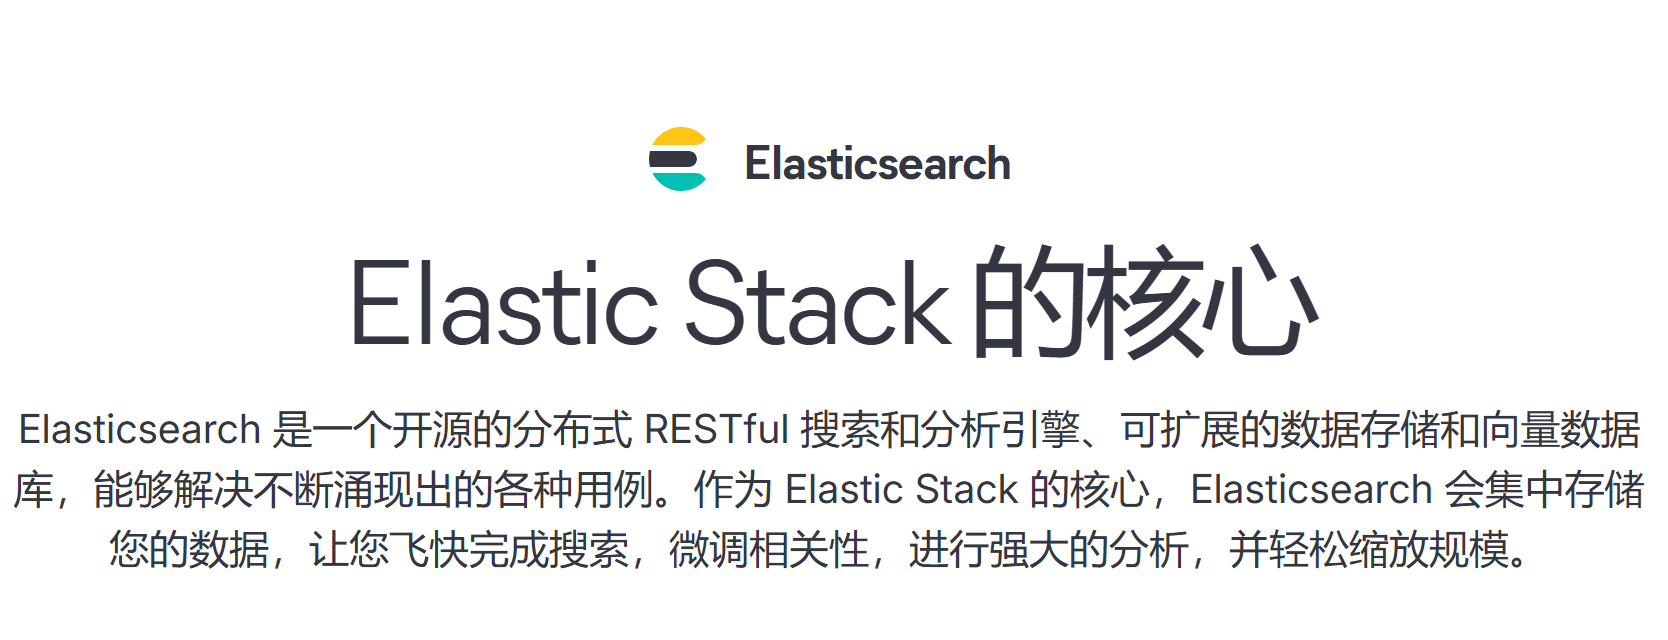 Elasticsearch
Elastic Stack 的核心
Elasticsearch 是一个开源的分布式 RESTful 搜索和分析引擎、可扩展的数据存储和向量数据
库，能够解决不断涌现出的各种用例。作为 Elastic Stack 的核心，Elasticsearch 会集中存储
您的数据，让您飞快完成搜索，微调相关性，进行强大的分析，并轻松缩放规模。